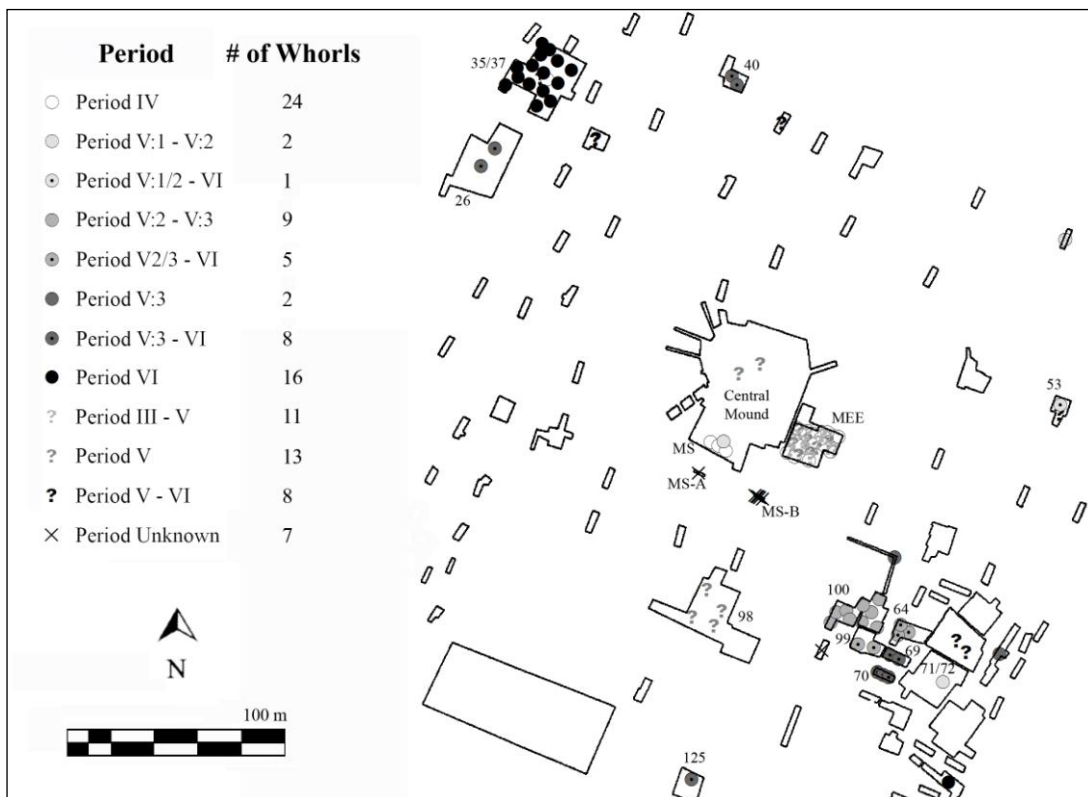 Period # of Whorls
Period IV 24
Period V:1 - V:2 2
Period V:1/2 - VI 1
Period V:2 - V:3 9
Period V2/3 - VI 5
Period V:3 2
Period V:3 - VI 8
Period VI 16
? Period III - V 11
? Period V 13
? Period V - VI 8
Period Unknown 7
N
100 m
35/37
40
?
?
26
? ?
Central
Mound
53
MEE
MS
MS-A
MS-B
100
64
? ? ? ?
98
99
69
? ?
71/72
70
125